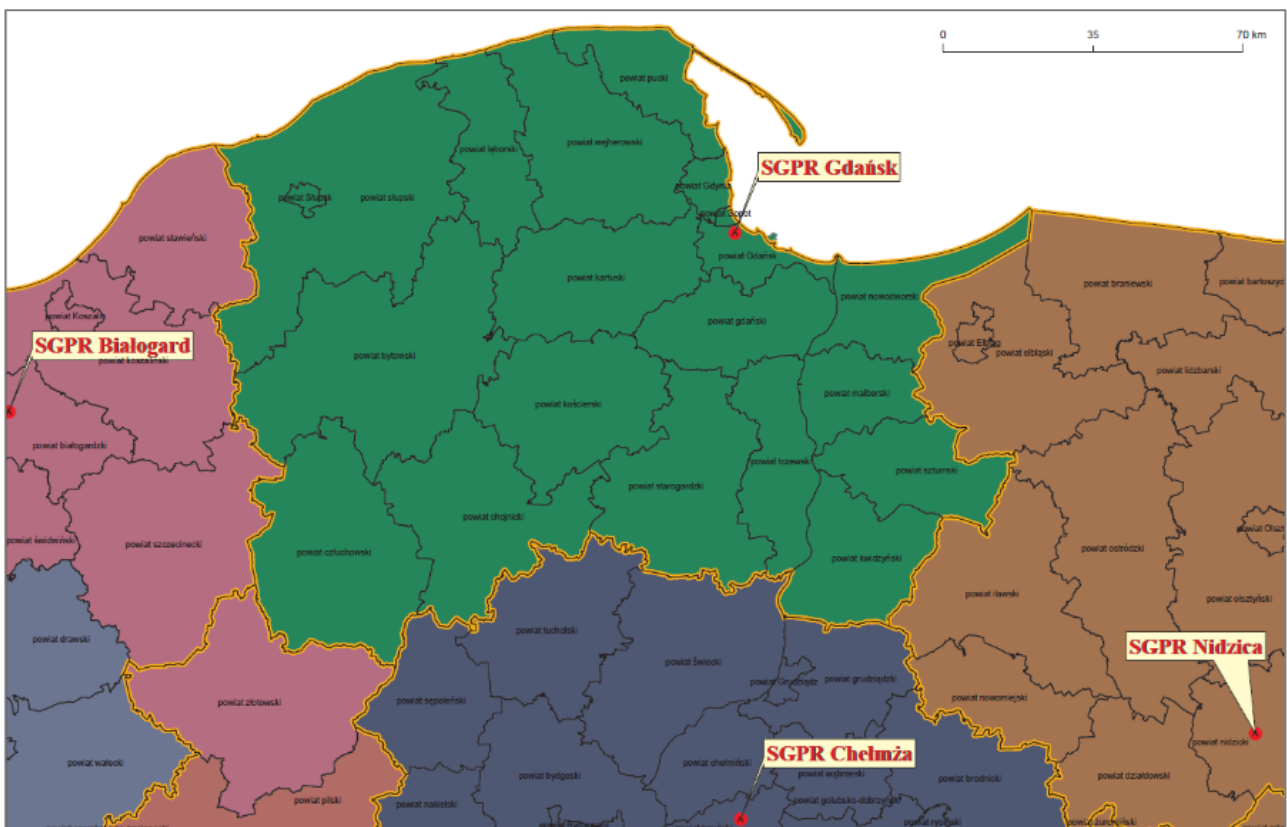 0 35 70 km
powiat pucki
powiat wejherowski
powiat lęborski
SGPR Gdańsk
powiat Gdynia
powiat Słupsk
powiat słupski
powiat sławieński
powiat Gdańsk
powiat kartuski
powiat braniewski
powiat nowodworski
powiat Koszalin
SGPR Białogard
powiat koszaliński
powiat gdański
powiat elbląski
powiat bytowski
powiat lidzbarski
powiat malborski
powiat kościerski
powiat białogardzki
powiat tczewski
powiat sztumski
powiat starogardzki
powiat chojnicki
powiat świdwiński
powiat szczecinecki
powiat człuchowski
powiat kwidzyński
powiat ostródzki
powiat iławski
powiat olsztyński
powiat drawski
powiat tucholski
SGPR Nidzica
powiat świecki
powiat Grudziądz
powiat grudziądzki
powiat sępoleński
powiat złotowski
powiat nowomiejski
powiat nidzicki
SGPR Chełmża
powiat wałecki
powiat chełmiński
powiat wąbrzeski
powiat bydgoski
powiat brodnicki
powiat działdowski
powiat pilski
powiat nakielski
powiat golubsko-dobrzyński